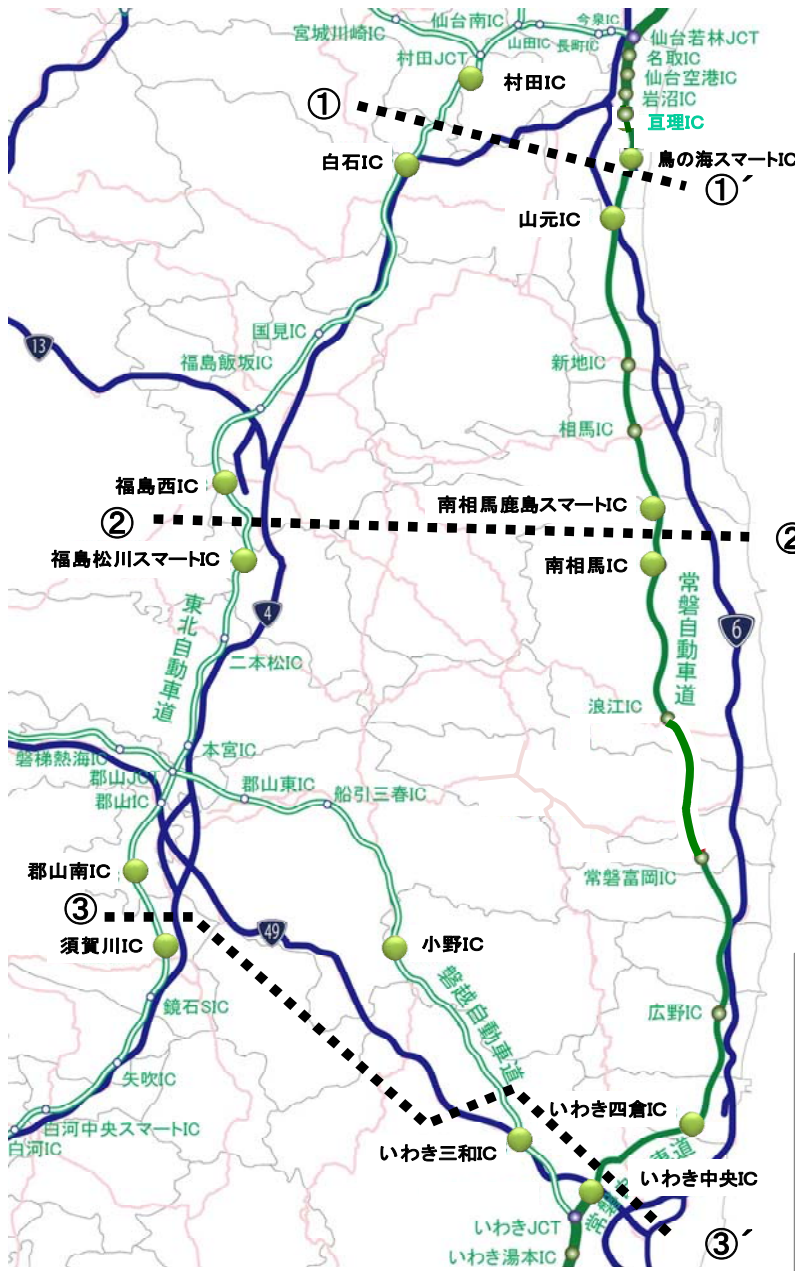 仙台南IC
今泉IC
宮城川崎IC
山田IC
長町IC
仙台若林JCT
村田JCT
名取IC
村田IC
仙台空港IC
岩沼IC
①
亘理IC
白石IC
鳥の海スマートIC
①´
山元IC
国見IC
13
福島飯坂IC
新地IC
相馬IC
福島西IC
南相馬鹿島スマートIC
②
②
福島松川スマートIC
南相馬IC
常磐自動車道
東北自動車道
4
6
二本松IC
浪江IC
本宮IC
磐梯熱海IC
郡山JCT
郡山東IC
船引三春IC
郡山IC
郡山南IC
常磐富岡IC
③
49
須賀川IC
小野IC
磐越自動車道
鏡石SIC
広野IC
矢吹IC
いわき四倉IC
白河中央スマートIC
白河IC
いわき三和IC
車道
いわき中央IC
常磐
いわきJCT
③´
いわき湯本IC